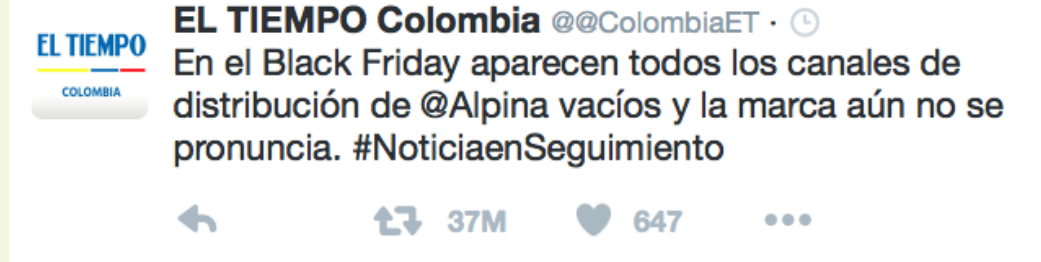 EL TIEMPO Colombia @@ColombiaET ·
EL TIEMPO
COLOMBIA
En el Black Friday aparecen todos los canales de
distribución de @Alpina vacíos y la marca aún no se
pronuncia. #NoticiaenSeguimiento
37M
647